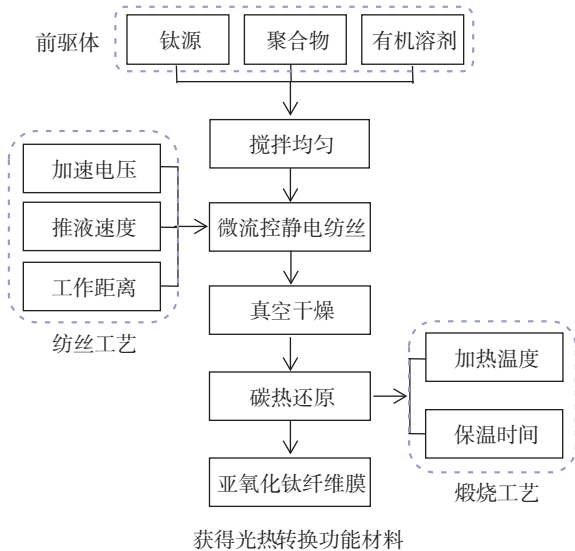 前驱体
钛源
聚合物
有机溶剂
搅拌均匀
加速电压
推液速度
工作距离
纺丝工艺
微流控静电纺丝
真空干燥
碳热还原
加热温度
保温时间
煅烧工艺
亚氧化钛纤维膜
获得光热转换功能材料